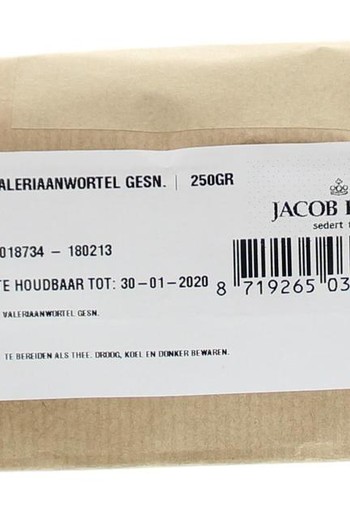 ALERIAANWORTEL GESN. | 250GR
JACOB
sedert
018734 – 180213
TE HOUDBAAR TOT: 30-01-2020
8 719265 03
VALERIAANWORTEL GESN.
TE BEREIDEN ALS THEE. DROOG, KOEL EN DONKER BEWAREN.